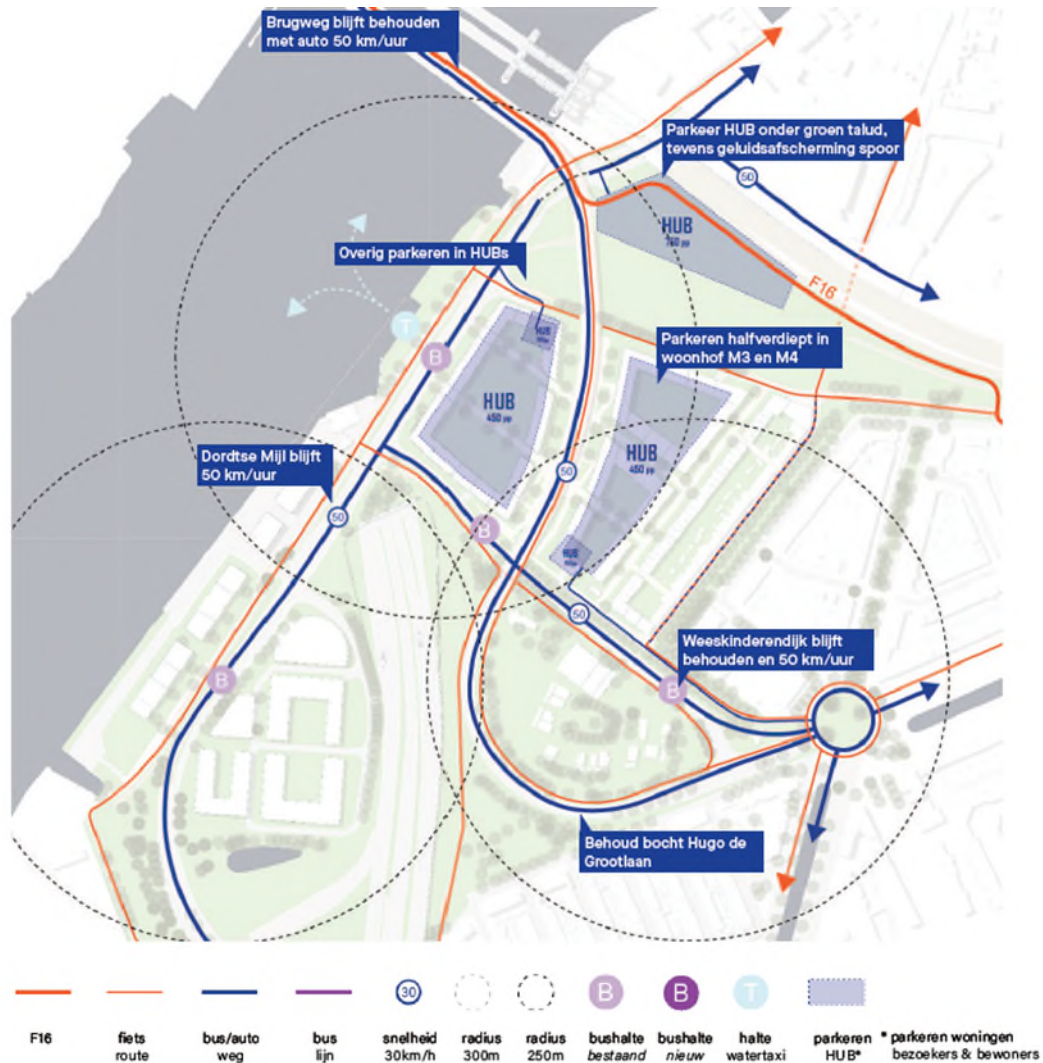 Brugweg blijft behouden
met auto 50 km/uur
Parkeer HUB onder groen talud,
tevens geluidsafscherming spoor
50
HUB
760 pp
Overig parkeren in HUBs
F16
T
HUB
B
Parkeren halfverdiept in
woonhof M3 en M4
HUB
450 pp
Dordtse Mijl blijft
50 km/uur
HUB
450 pp
50
50
B
HUB
50
Weeskinderendijk blijft
behouden en 50 km/uur
B
B
Behoud bocht Hugo de
Grootlaan
30
B
B
T
F16
fiets
route
bus/auto
weg
bus
lijn
snelheid
30km/h
radius
300m
radius
250m
bushalte
bestaand
bushalte
nieuw
halte
watertaxi
parkeren
HUB*
* parkeren woningen
bezoekers & bewoners